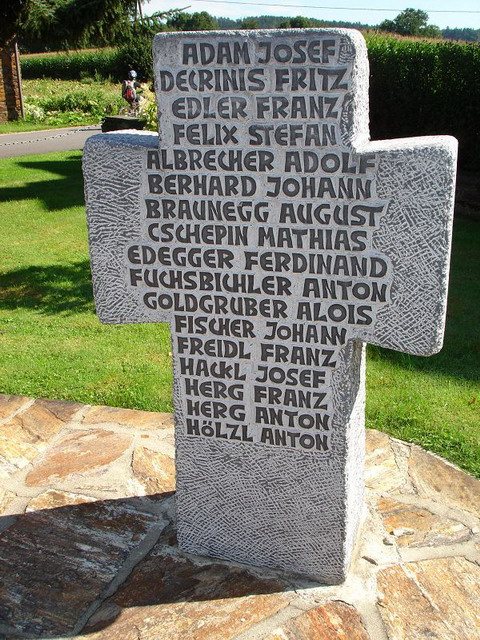 ADAM JOSEF
DECRINIS FRITZ
EDLER FRANZ
FELIX STEFAN
ALBRECHER ADOLF
BERHARD JOHANN
BRAUNEGG AUGUST
CSCHEPIN MATHIAS
EDEGGER FERDINAND
FUCHSBICHLER ANTON
GOLDGRUBER ALOIS
FISCHER JOHANN
FREIDL FRANZ
HACKL JOSEF
HERG FRANZ
HERG ANTON
HÖLZL ANTON